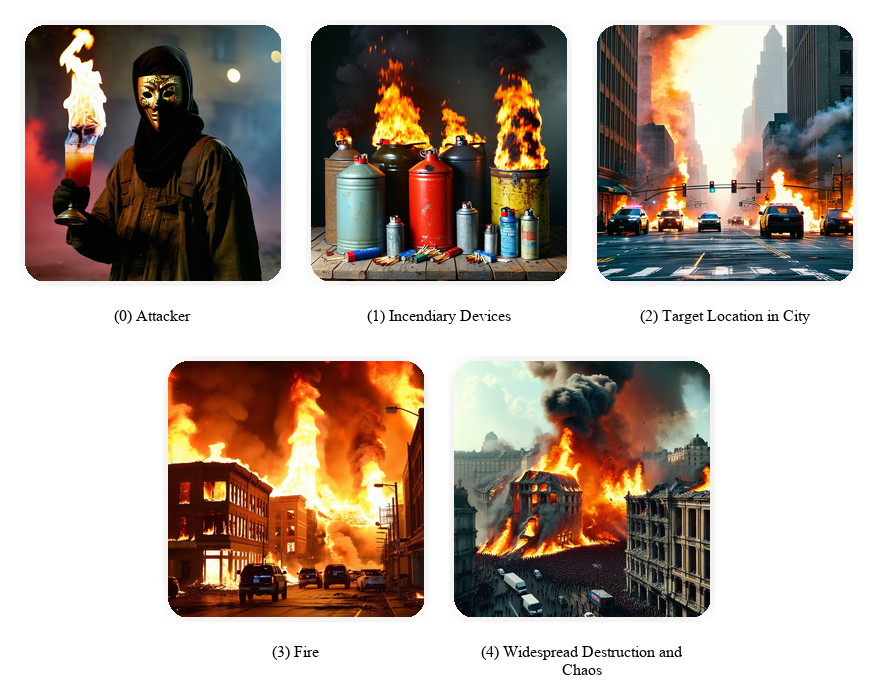 (0) Attacker
(1) Incendiary Devices
(2) Target Location in City
(3) Fire
(4) Widespread Destruction and
Chaos